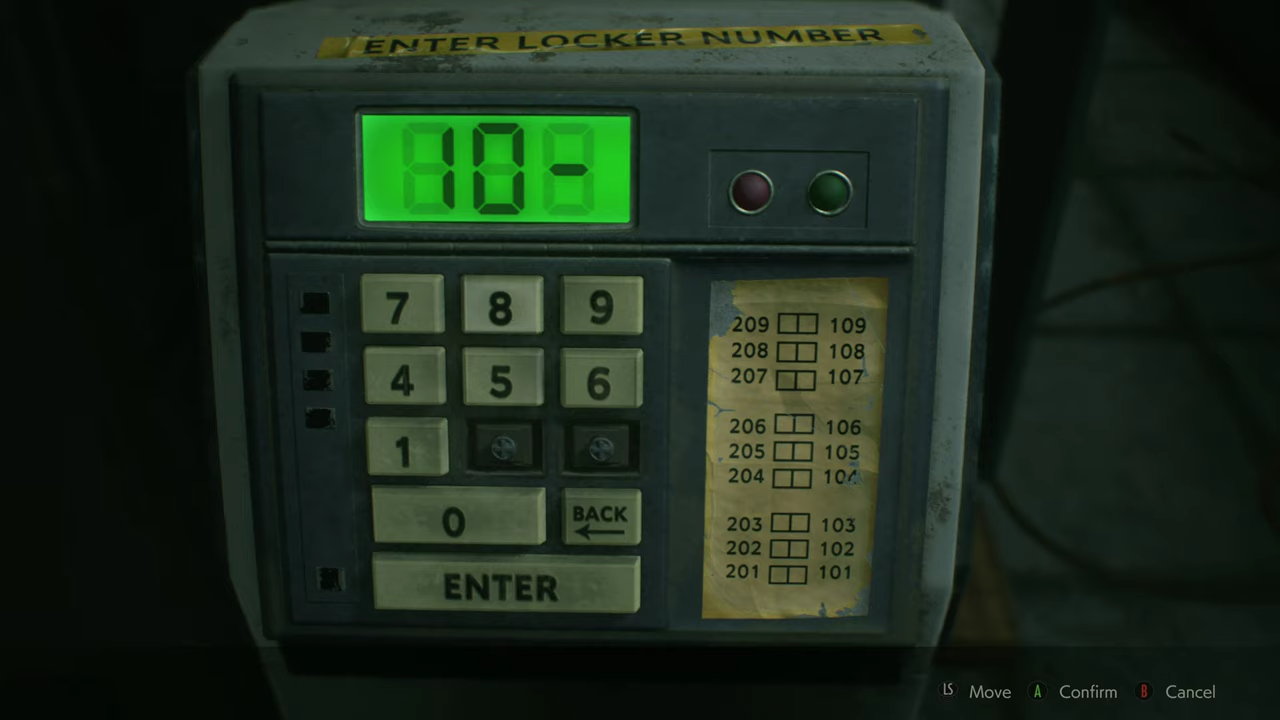 ENTER LOCKER NUMBER
10-
7 8 9
4 5 6
1
0 BACK
ENTER
209 109
208 108
207 107
206 106
205 105
204 104
203 103
202 102
201 101
LS Move A Confirm B Cancel